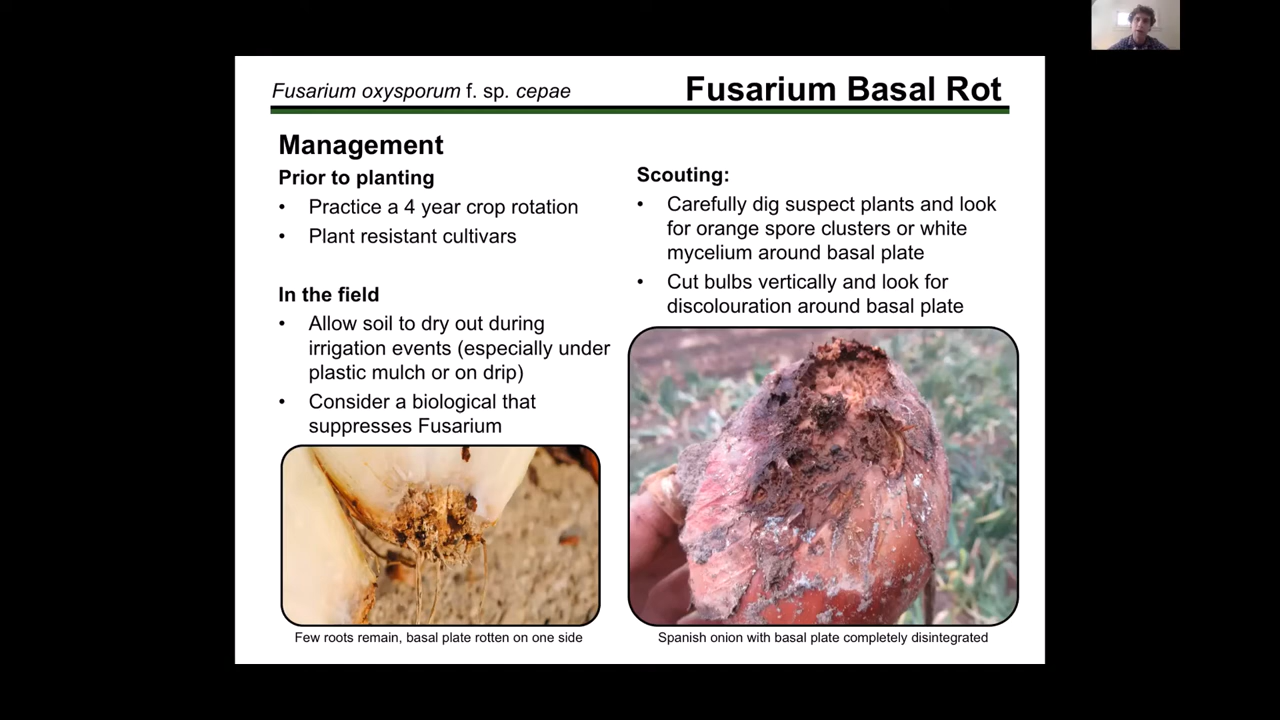 Fusarium oxysporum f. sp. cepae
Fusarium Basal Rot
Management
Prior to planting
• Practice a 4 year crop rotation
• Plant resistant cultivars
In the field
• Allow soil to dry out during
irrigation events (especially under
plastic mulch or on drip)
• Consider a biological that
suppresses Fusarium
Few roots remain, basal plate rotten on one side
Scouting:
• Carefully dig suspect plants and look
for orange spore clusters or white
mycelium around basal plate
• Cut bulbs vertically and look for
discolouration around basal plate
Spanish onion with basal plate completely disintegrated